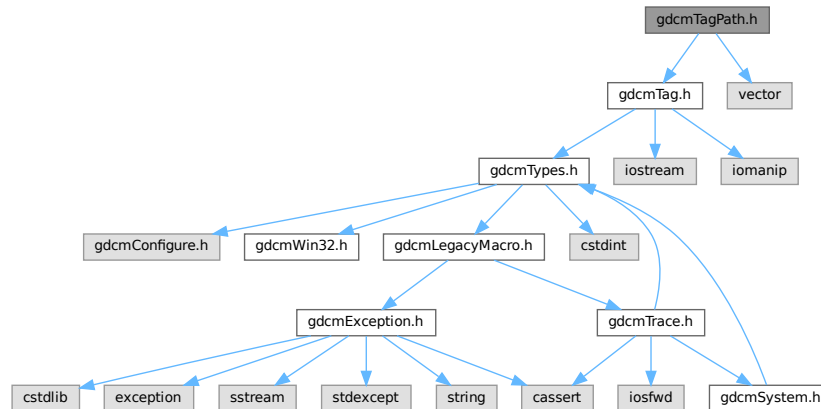 gdcmTagPath.h
gdcmTag.h
vector
gdcmTypes.h
iostream
iomanip
gdcmConfigure.h
gdcmWin32.h
gdcmLegacyMacro.h
cstdint
gdcmException.h
gdcmTrace.h
cstdlib
exception
sstream
stdexcept
string
cassert
iosfwd
gdcmSystem.h